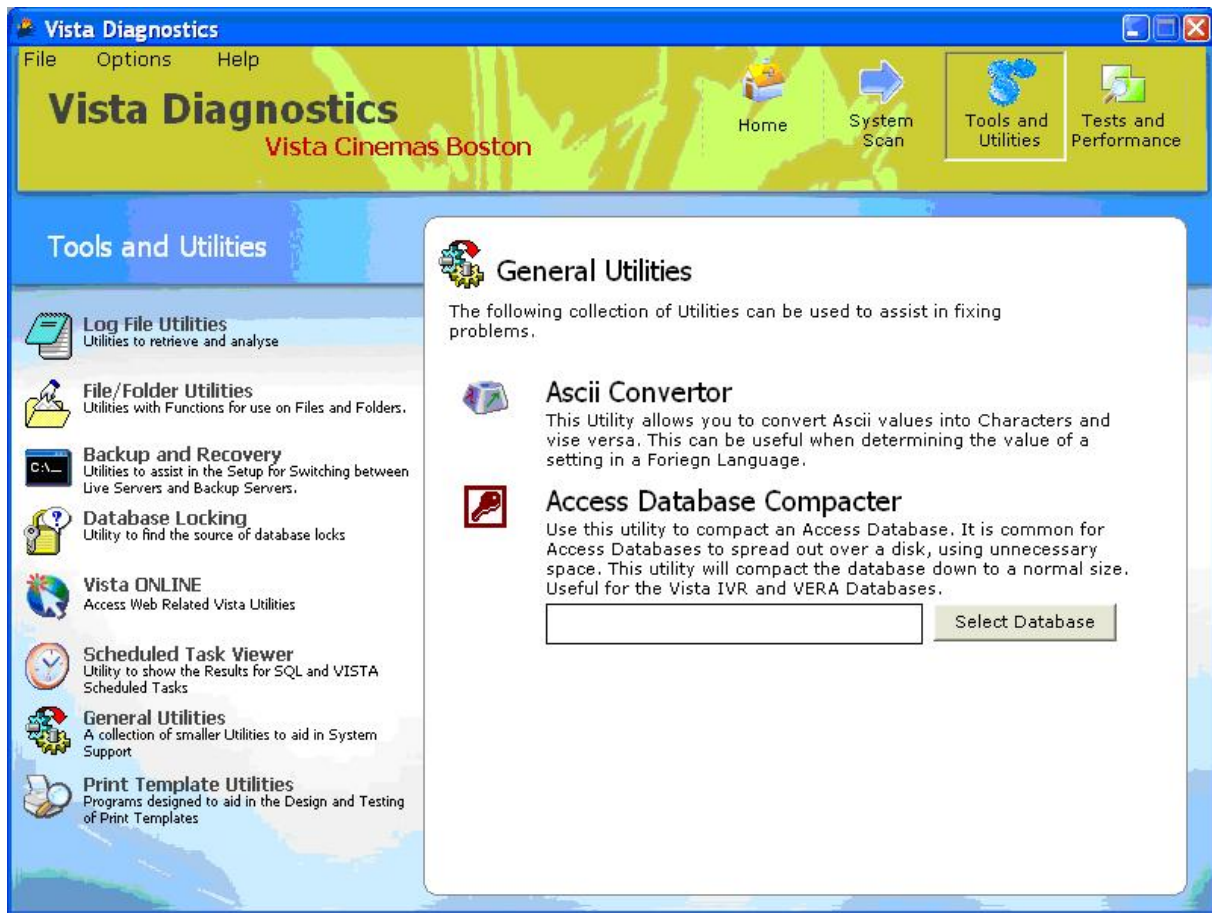 Vista Diagnostics
File Options Help
Vista Diagnostics
Vista Cinemas Boston
Home
System
Scan
Tools and
Utilities
Tests and
Performance
Tools and Utilities
Log File Utilities
Utilities to retrieve and analyse
File/Folder Utilities
Utilities with Functions for use on Files and Folders.
C:\_
Backup and Recovery
Utilities to assist in the Setup for Switching between
Live Servers and Backup Servers.
Database Locking
Utility to find the source of database locks
Vista ONLINE
Access Web Related Vista Utilities
Scheduled Task Viewer
Utility to show the Results for SQL and VISTA
Scheduled Tasks
General Utilities
A collection of smaller Utilities to aid in System
Support
Print Template Utilities
Programs designed to aid in the Design and Testing
of Print Templates
General Utilities
The following collection of Utilities can be used to assist in fixing
problems.
Ascii Convertor
This Utility allows you to convert Ascii values into Characters and
vise versa. This can be useful when determining the value of a
setting in a Foriegn Language.
Access Database Compacter
Use this utility to compact an Access Database. It is common for
Access Databases to spread out over a disk, using unnecessary
space. This utility will compact the database down to a normal size.
Useful for the Vista IVR and VERA Databases.
Select Database